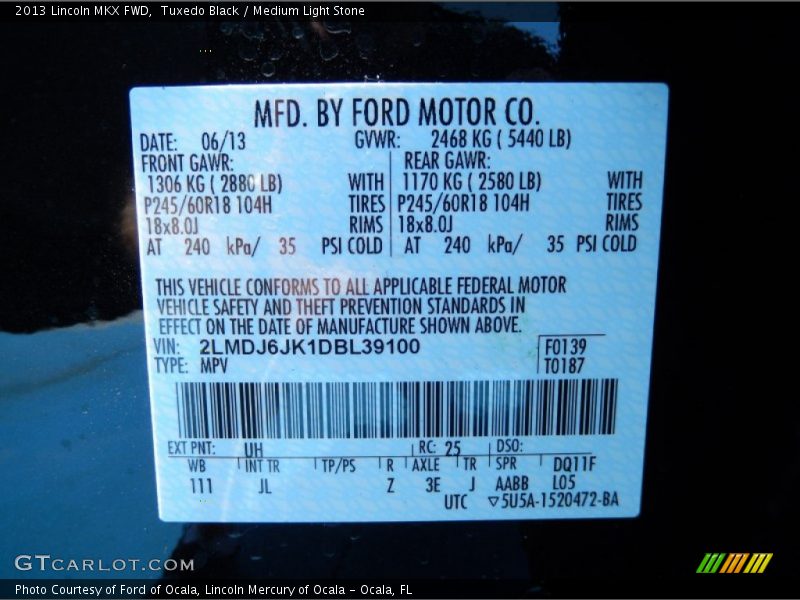 2013 Lincoln MKX FWD,  Tuxedo Black / Medium Light Stone
MFD. BY FORD MOTOR CO.
DATE: 06/13 GVWR: 2468 KG ( 5440 LB)
FRONT GAWR: REAR GAWR:
1306 KG ( 2880 LB) WITH 1170 KG ( 2580 LB) WITH
P245/60R18 104H TIRES P245/60R18 104H TIRES
18x8.0J RIMS 18x8.0J RIMS
AT 240 kPa/ 35 PSI COLD AT 240 kPa/ 35 PSI COLD
THIS VEHICLE CONFORMS TO ALL APPLICABLE FEDERAL MOTOR
VEHICLE SAFETY AND THEFT PREVENTION STANDARDS IN
EFFECT ON THE DATE OF MANUFACTURE SHOWN ABOVE.
VIN: 2LMDJ6JK1DBL39100 F0139
TYPE: MPV T0187
EXT PNT: UH RC: 25 DSO:
WB INT TR TP/PS R AXLE TR SPR DQ11F
111 JL Z 3E J AABB L05
UTC ▽5U5A-1520472-BA
GTCARLOT.COM
Photo Courtesy of Ford of Ocala, Lincoln Mercury of Ocala – Ocala, FL